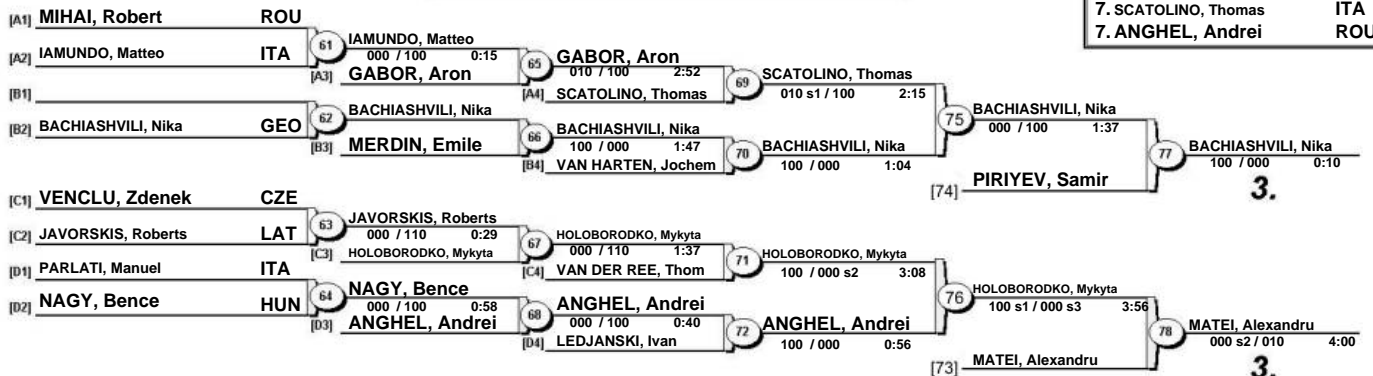 7. SCATOLINO, Thomas ITA
7. ANGHEL, Andrei ROU
[A1] MIHAI, Robert ROU
[A2] IAMUNDO, Matteo ITA
61 IAMUNDO, Matteo
000 / 100 0:15
[A3] GABOR, Aron
65 GABOR, Aron
010 / 100 2:52
[A4] SCATOLINO, Thomas
69 SCATOLINO, Thomas
010 s1 / 100 2:15
[B1]
[B2] BACHIASHVILI, Nika GEO
62 BACHIASHVILI, Nika
[B3] MERDIN, Emile
66 BACHIASHVILI, Nika
100 / 000 1:47
[B4] VAN HARTEN, Jochem
70 BACHIASHVILI, Nika
100 / 000 1:04
75 BACHIASHVILI, Nika
000 / 100 1:37
[74] PIRIYEV, Samir
77 BACHIASHVILI, Nika
100 / 000 0:10
3.
[C1] VENCLU, Zdenek CZE
[C2] JAVORSKIS, Roberts LAT
63 JAVORSKIS, Roberts
000 / 110 0:29
[C3] HOLOBORODKO, Mykyta
67 HOLOBORODKO, Mykyta
000 / 110 1:37
[C4] VAN DER REE, Thom
71 HOLOBORODKO, Mykyta
100 / 000 s2 3:08
[D1] PARLATI, Manuel ITA
[D2] NAGY, Bence HUN
64 NAGY, Bence
000 / 100 0:58
[D3] ANGHEL, Andrei
68 ANGHEL, Andrei
000 / 100 0:40
[D4] LEDJANSKI, Ivan
72 ANGHEL, Andrei
100 / 000 0:56
76 HOLOBORODKO, Mykyta
100 s1 / 000 s3 3:56
[73] MATEI, Alexandru
78 MATEI, Alexandru
000 s2 / 010 4:00
3.